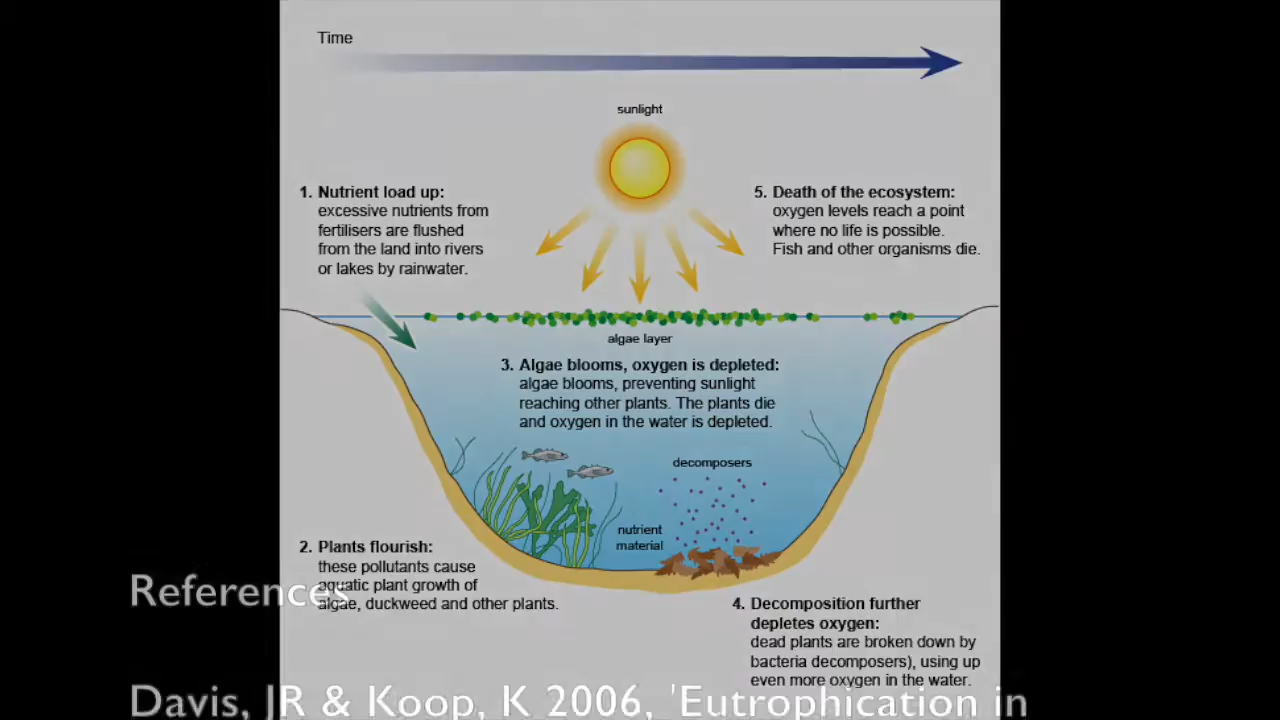 Time
sunlight
1. Nutrient load up:
excessive nutrients from
fertilisers are flushed
from the land into rivers
or lakes by rainwater.
5. Death of the ecosystem:
oxygen levels reach a point
where no life is possible.
Fish and other organisms die.
algae layer
3. Algae blooms, oxygen is depleted:
algae blooms, preventing sunlight
reaching other plants. The plants die
and oxygen in the water is depleted.
decomposers
nutrient
material
2. Plants flourish:
these pollutants cause
aquatic plant growth of
algae, duckweed and other plants.
4. Decomposition further
depletes oxygen:
dead plants are broken down by
bacteria decomposers), using up
even more oxygen in the water.
References
Davis, JR & Koop, K 2006, 'Eutrophication in